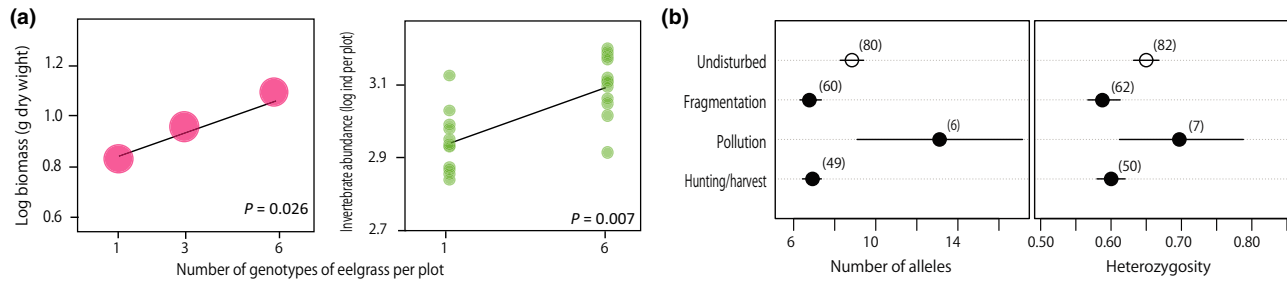 (a)
Log biomass (g dry wight)
1.2
1.0
0.8
0.6
P = 0.026
1 3 6
Invertebrate abundance (log ind per plot)
3.1
2.9
2.7
P = 0.007
1 6
Number of genotypes of eelgrass per plot
(b)
Undisturbed
Fragmentation
Pollution
Hunting/harvest
(80)
(60)
(6)
(49)
6 10 14
Number of alleles
(82)
(62)
(7)
(50)
0.50 0.60 0.70 0.80
Heterozygosity